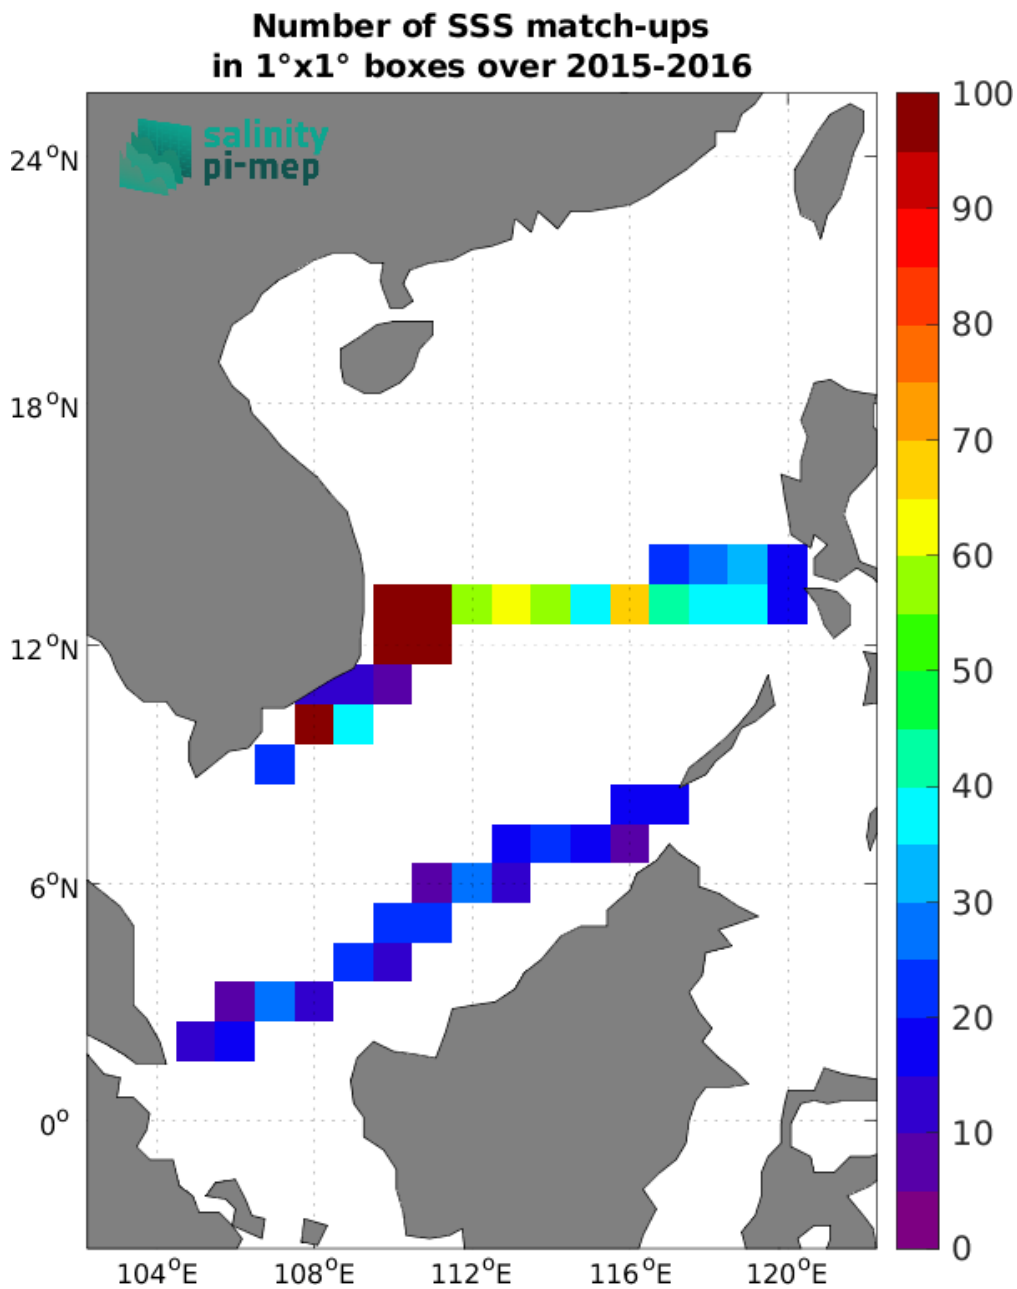 Number of SSS match-ups
in 1°x1° boxes over 2015-2016
salinity
pi-mep
24°N
18°N
12°N
6°N
0°
104°E
108°E
112°E
116°E
120°E
100
90
80
70
60
50
40
30
20
10
0